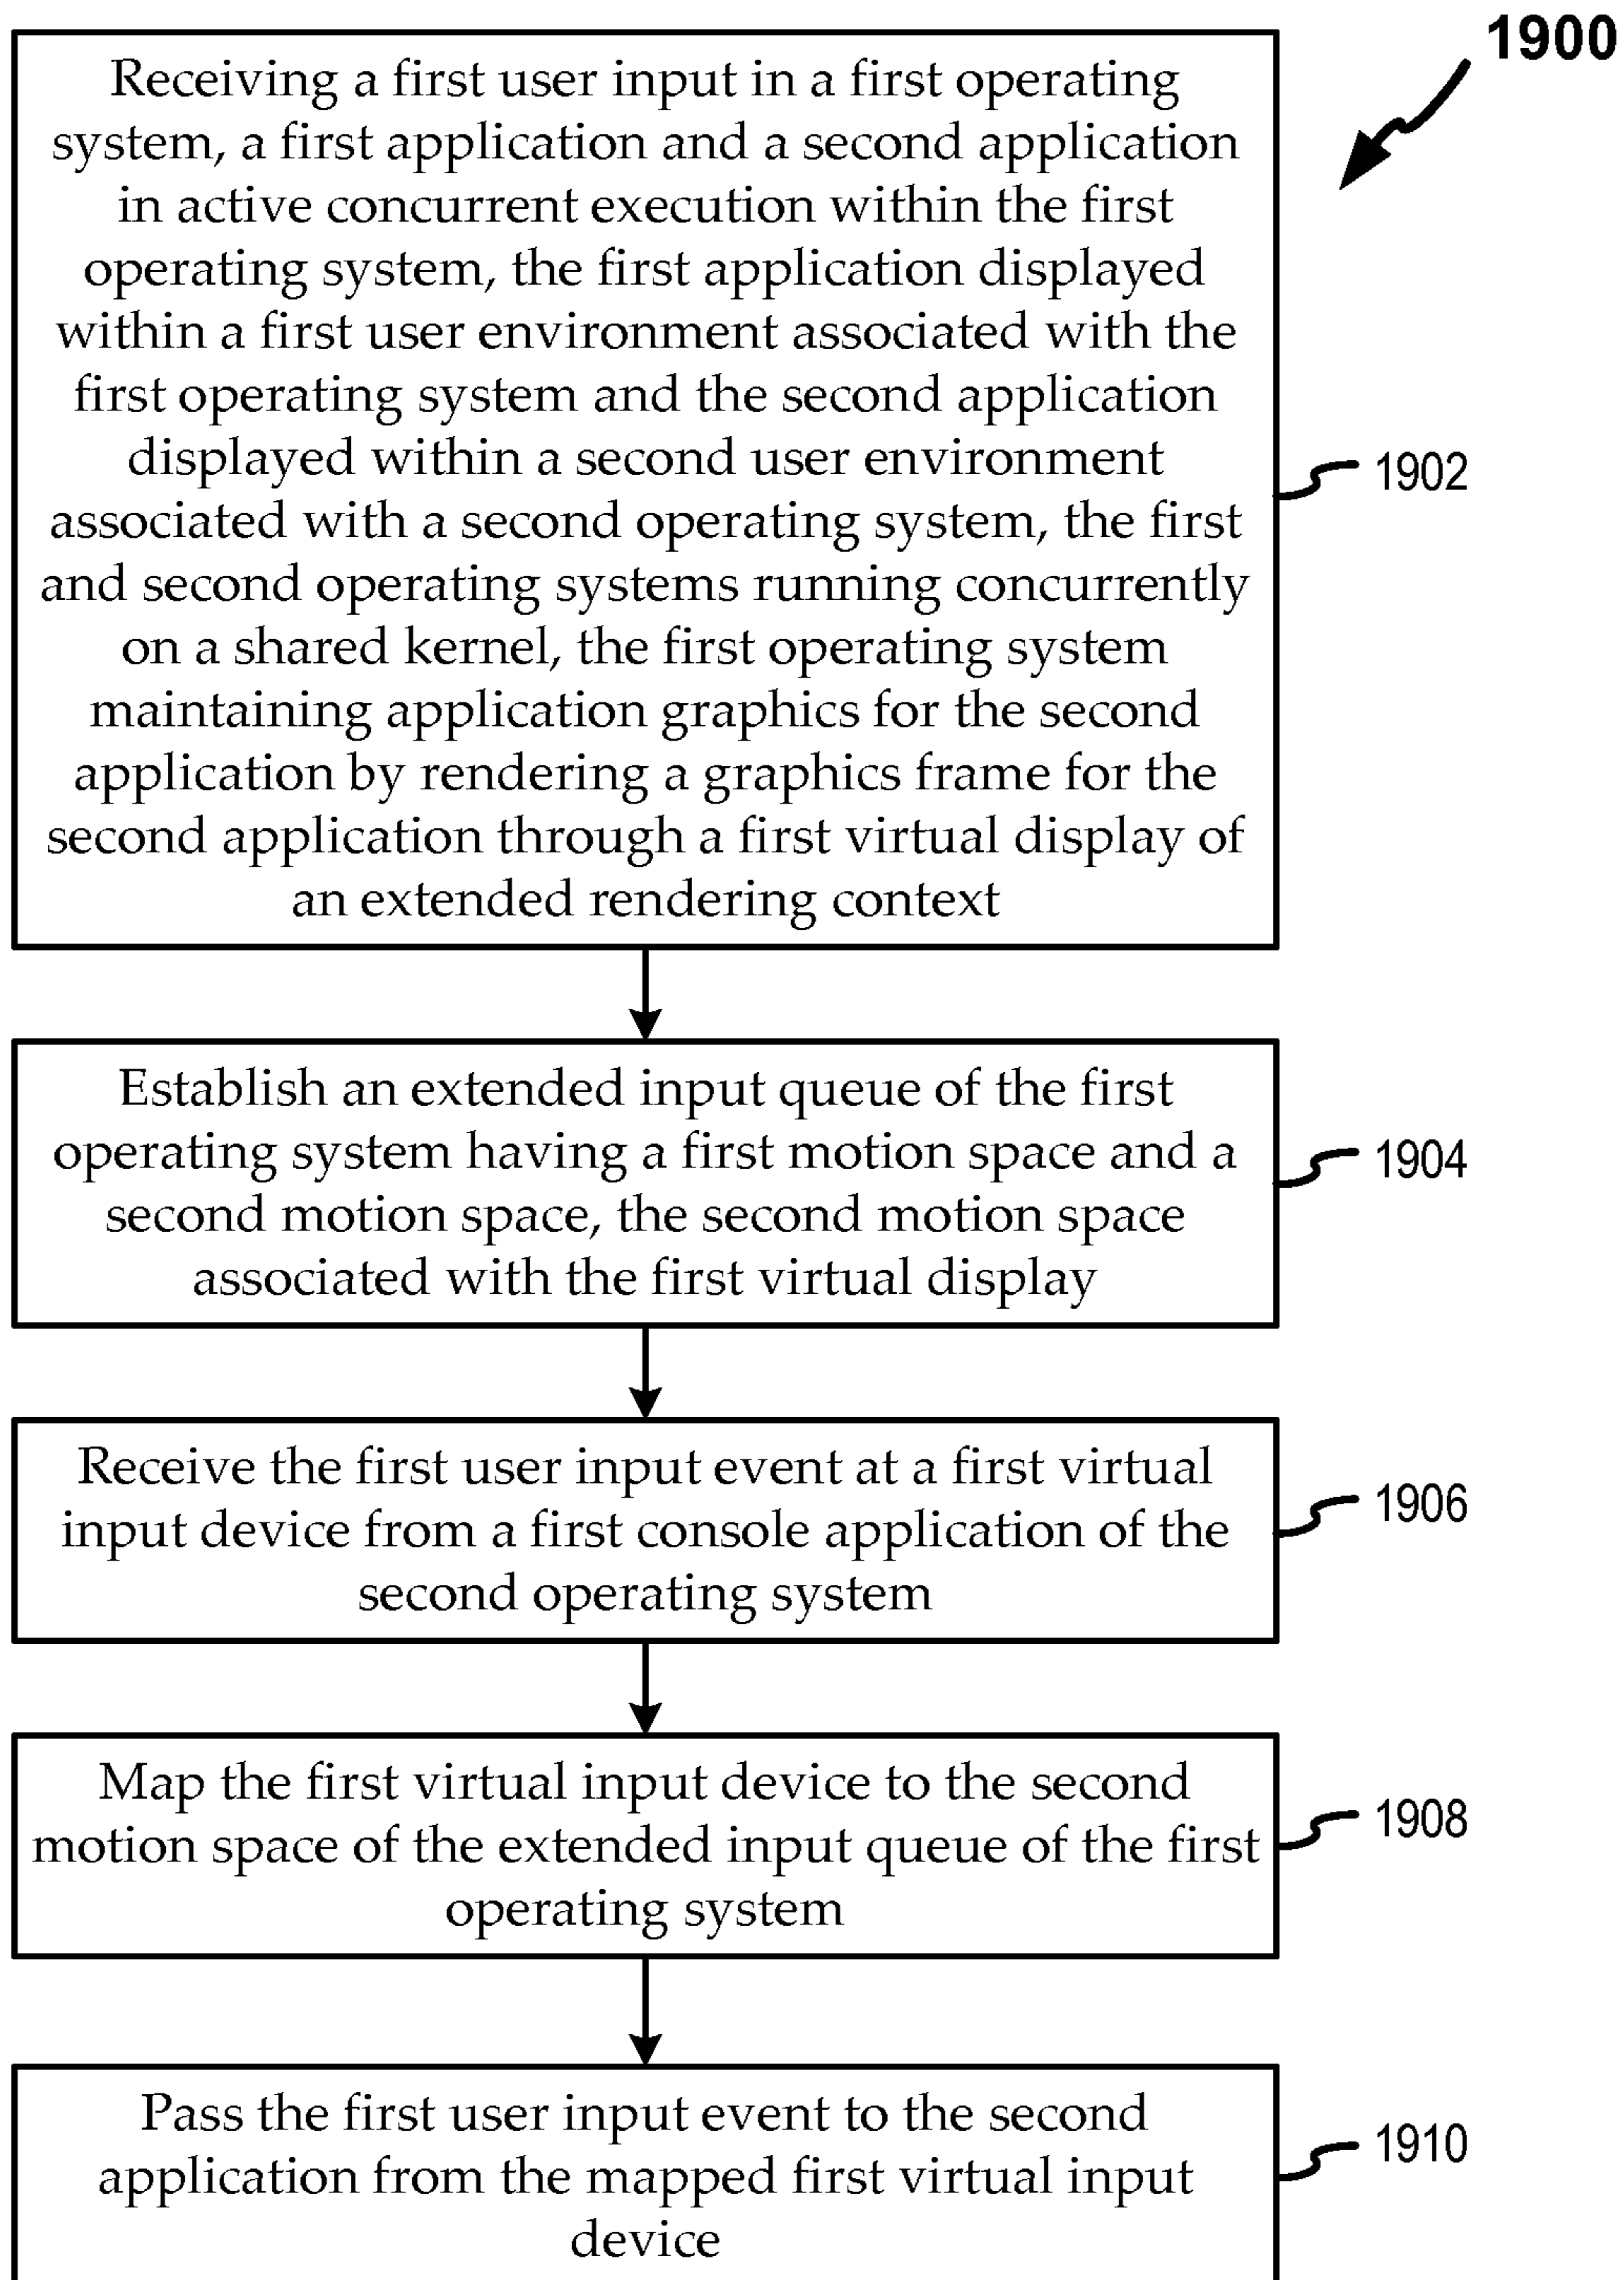 1900
Receiving a first user input in a first operating
system, a first application and a second application
in active concurrent execution within the first
operating system, the first application displayed
within a first user environment associated with the
first operating system and the second application
displayed within a second user environment
associated with a second operating system, the first
and second operating systems running concurrently
on a shared kernel, the first operating system
maintaining application graphics for the second
application by rendering a graphics frame for the
second application through a first virtual display of
an extended rendering context
1902
Establish an extended input queue of the first
operating system having a first motion space and a
second motion space, the second motion space
associated with the first virtual display
1904
Receive the first user input event at a first virtual
input device from a first console application of the
second operating system
1906
Map the first virtual input device to the second
motion space of the extended input queue of the first
operating system
1908
Pass the first user input event to the second
application from the mapped first virtual input
device
1910